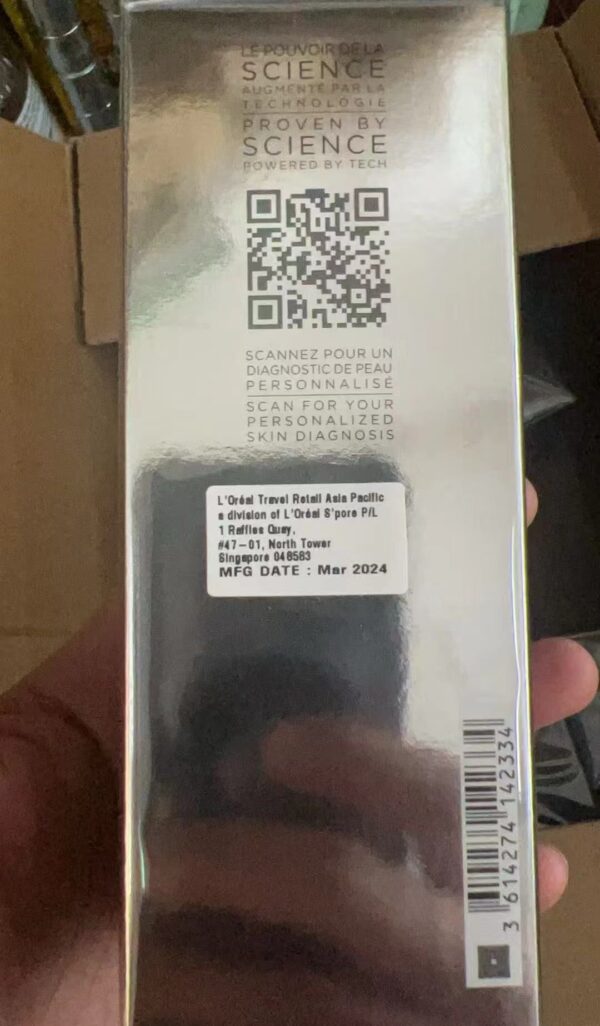 LE POUVOIR DE LA
SCIENCE
AUGMENTÉ PAR LA
TECHNOLOGIE
PROVEN BY
SCIENCE
POWERED BY TECH
SCANNEZ POUR UN
DIAGNOSTIC DE PEAU
PERSONNALISÉ
SCAN FOR YOUR
PERSONALIZED
SKIN DIAGNOSIS
L'Oréal Travel Retail Asia Pacific
a division of L'Oréal S'pore P/L
1 Raffles Quay,
#47-01, North Tower
Singapore 048583
MFG DATE : Mar 2024
3 614274 142334